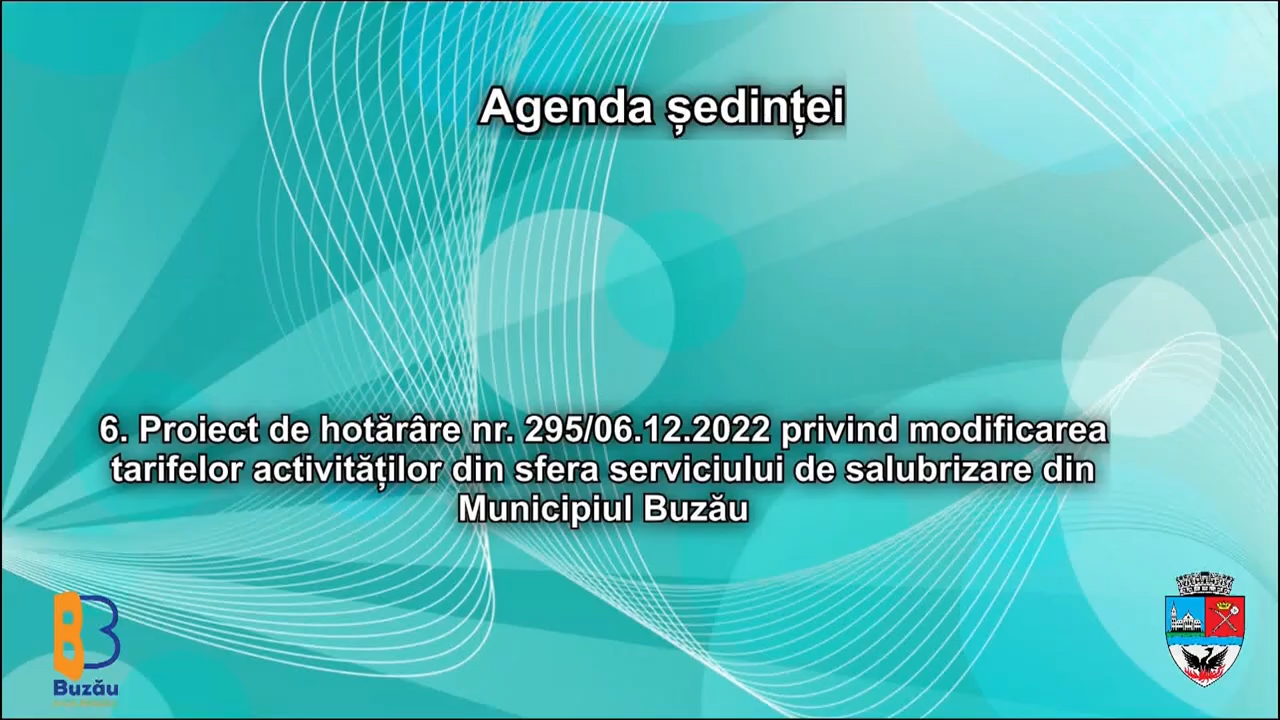 Agenda ședinței
6. Proiect de hotărâre nr. 295/06.12.2022 privind modificarea
tarifelor activităților din sfera serviciului de salubrizare din
Municipiul Buzău
Buzău